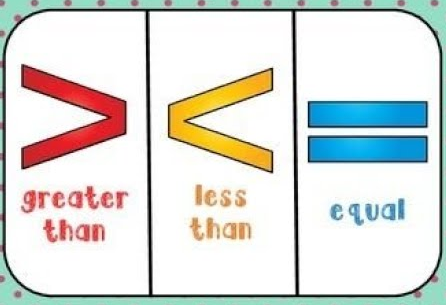 >
<
=
greater
than
less
than
equal